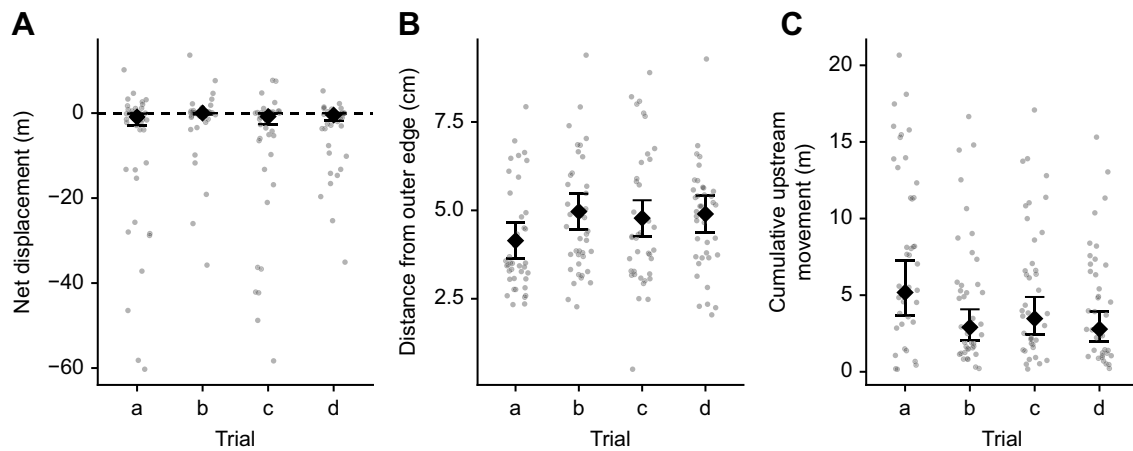 A
Net displacement (m)
0
−20
−40
−60
a b c d
Trial
B
Distance from outer edge (cm)
7.5
5.0
2.5
a b c d
Trial
C
Cumulative upstream
movement (m)
20
15
10
5
0
a b c d
Trial